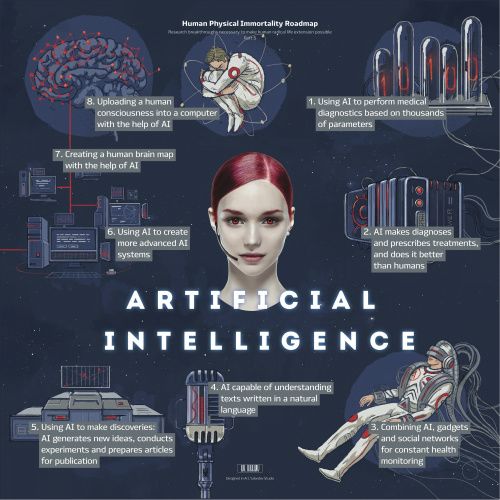 Human Physical Immortality Roadmap
Research breakthroughs necessary to make human radical life extension possible
Part 3
8. Uploading a human
consciousness into a computer
with the help of AI
1. Using AI to perform medical
diagnostics based on thousands
of parameters
7. Creating a human brain map
with the help of AI
6. Using AI to create
more advanced AI
systems
2. AI makes diagnoses
and prescribes treatments,
and does it better
than humans
ARTIFICIAL
INTELLIGENCE
4. AI capable of understanding
texts written in a natural
language
5. Using AI to make discoveries:
AI generates new ideas, conducts
experiments and prepares articles
for publication
3. Combining AI, gadgets
and social networks
for constant health
monitoring
Designed in A.E. Studio